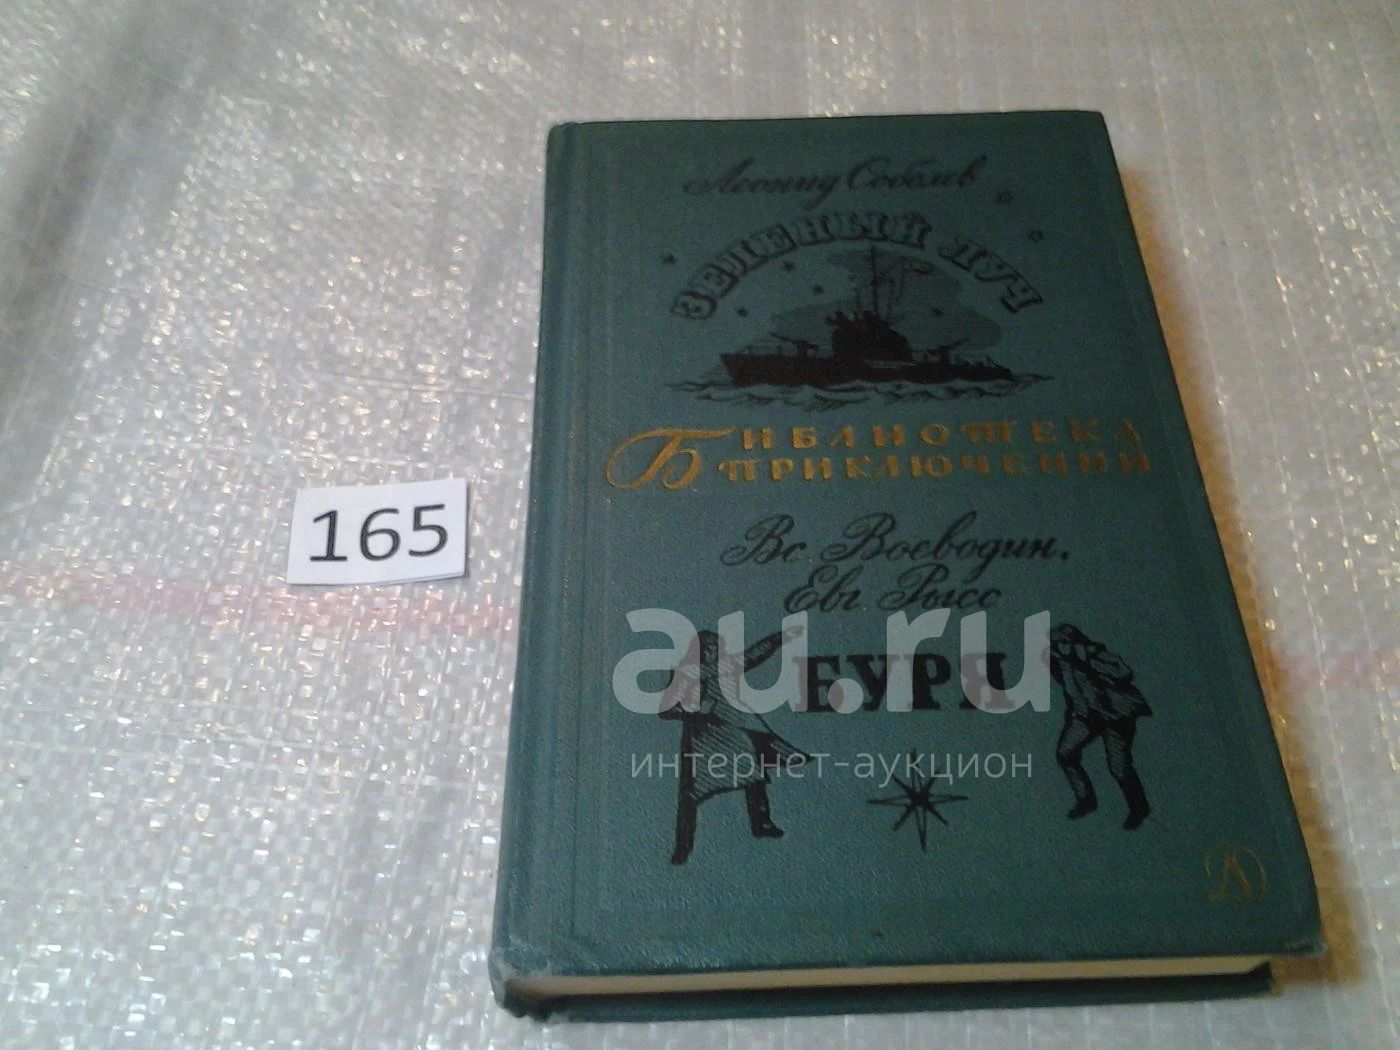 Леонид Соболев
ЗЕЛЕНЫЙ ЛУЧ
БИБЛИОТЕКА
ПРИКЛЮЧЕНИЙ
165
Вс. Воеводин,
Евг. Рысс
au.ru
БУРЯ
интернет-аукцион
Д Л